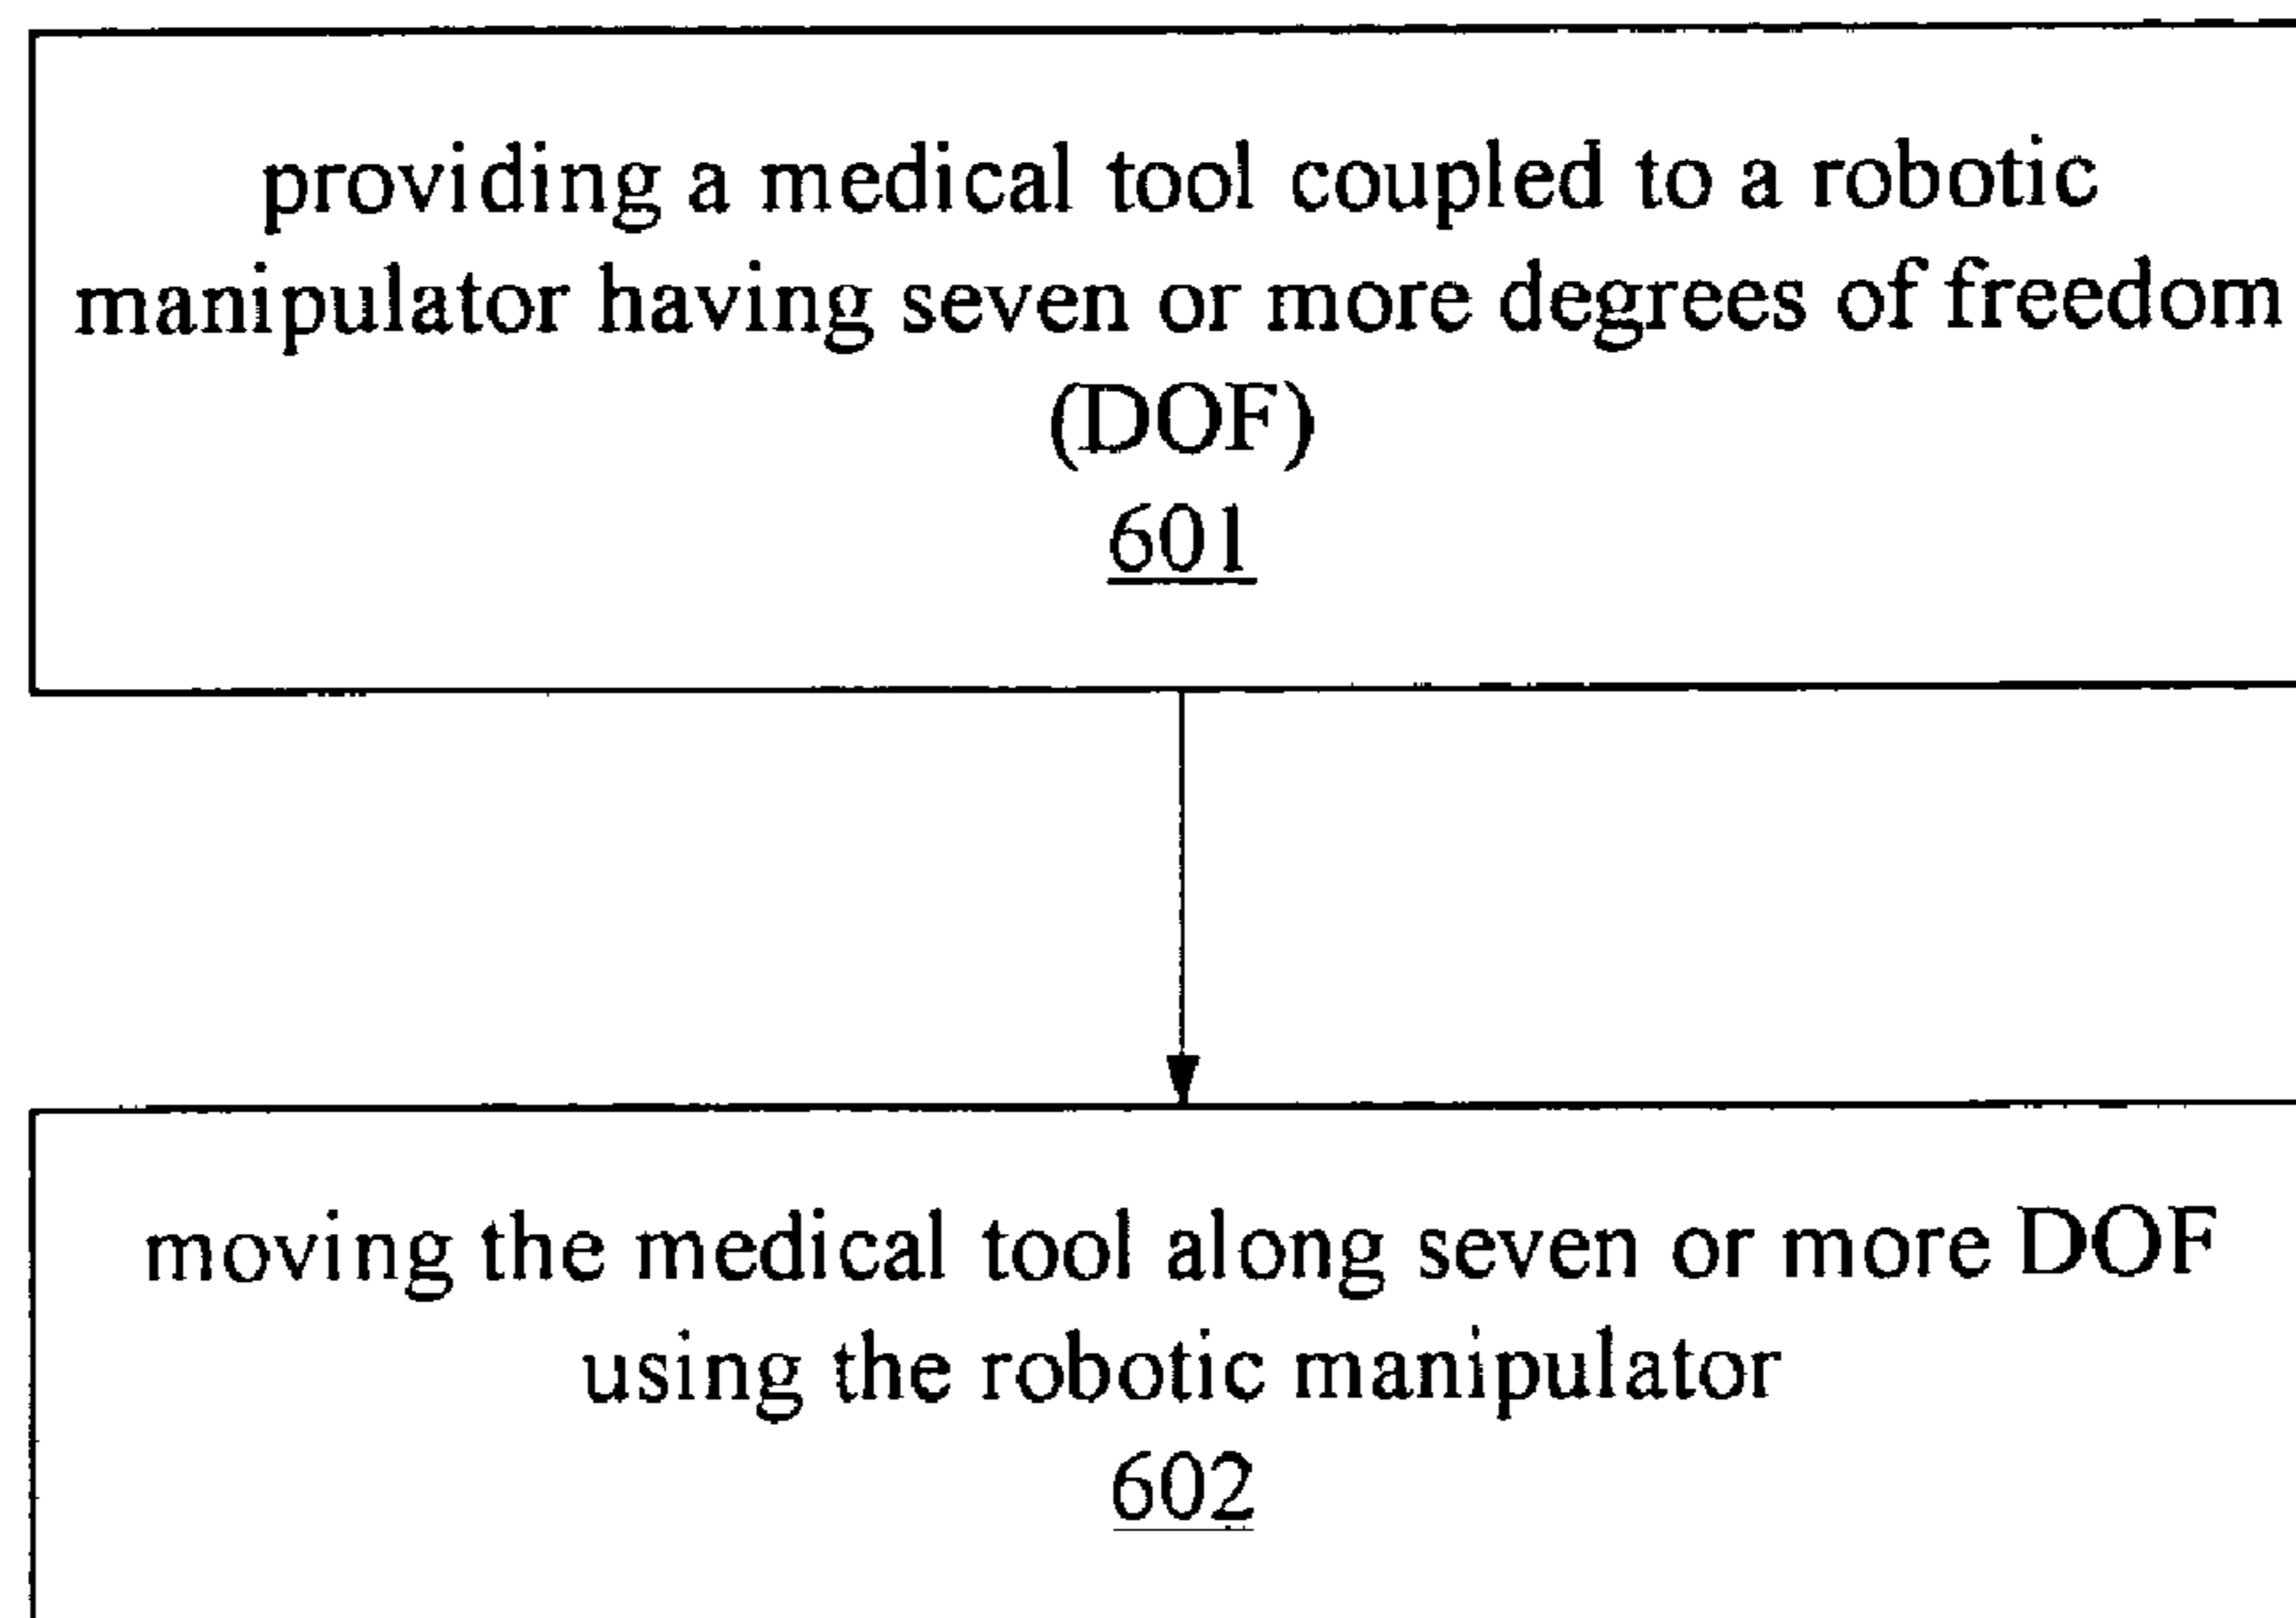 providing a medical tool coupled to a robotic
manipulator having seven or more degrees of freedom
(DOF)
601
moving the medical tool along seven or more DOF
using the robotic manipulator
602